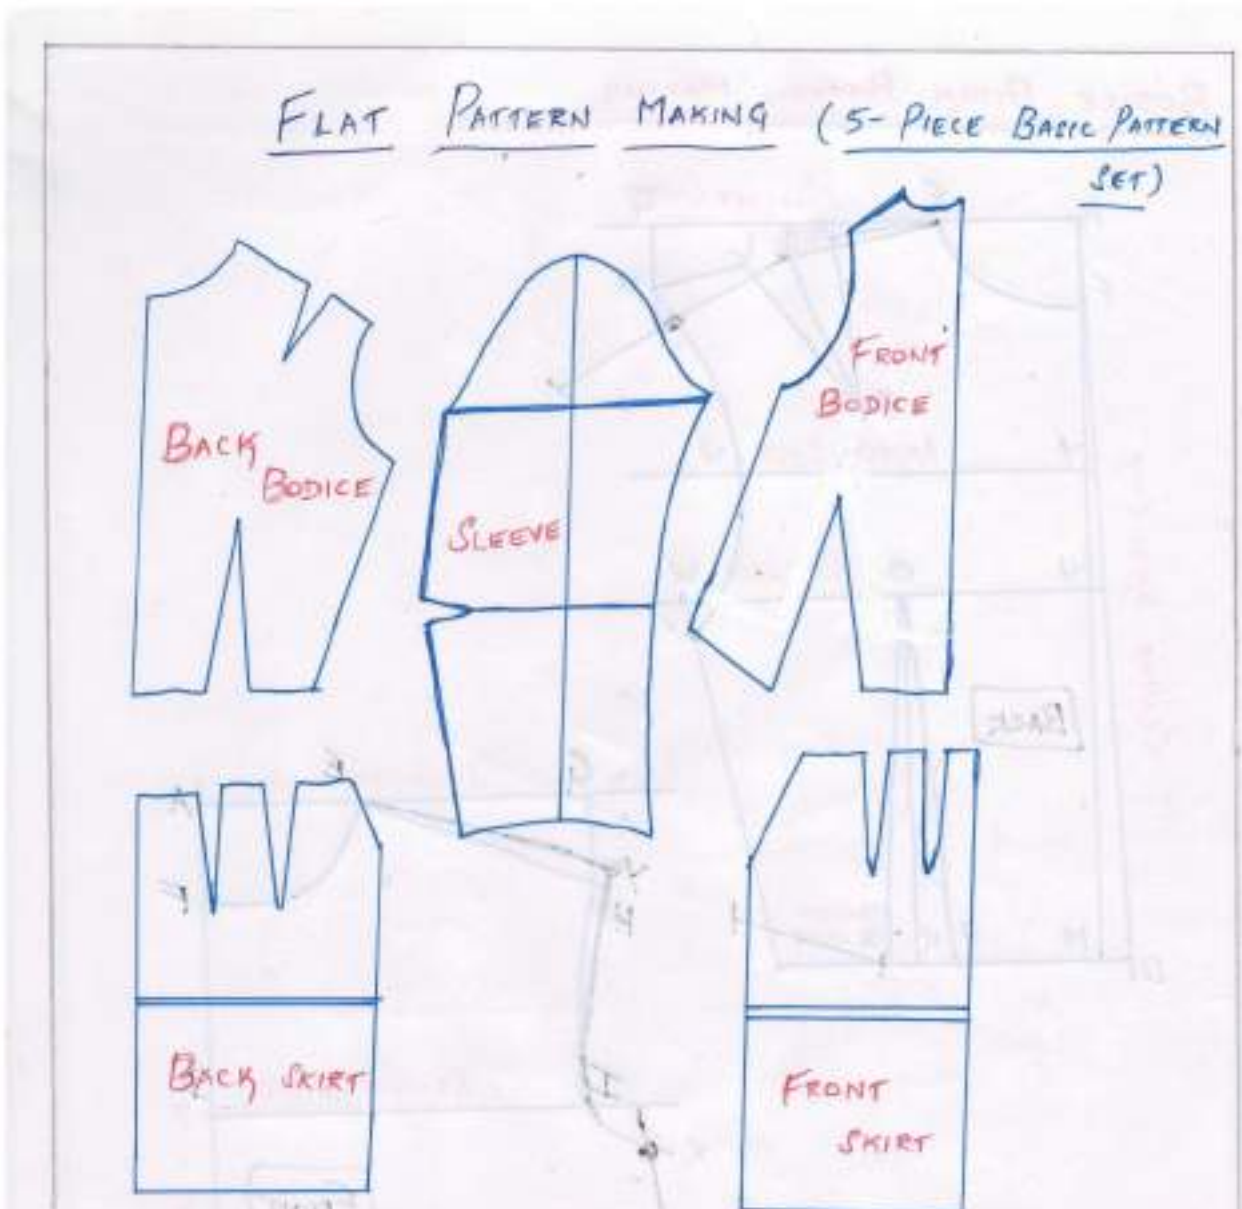 FLAT PATTERN MAKING (5-PIECE BASIC PATTERN
SET)
BACK
BODICE
SLEEVE
FRONT
BODICE
BACK SKIRT
FRONT
SKIRT